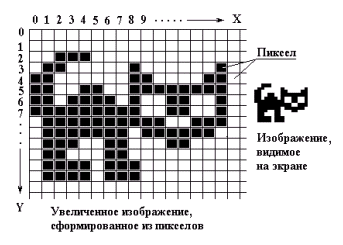 0 1 2 3 4 5 6 7 8 9 ...... X
0
1
2
3
4
5
6
7
Y
Пиксел
Изображение,
видимое
на экране
Увеличенное изображение,
сформированное из пикселов